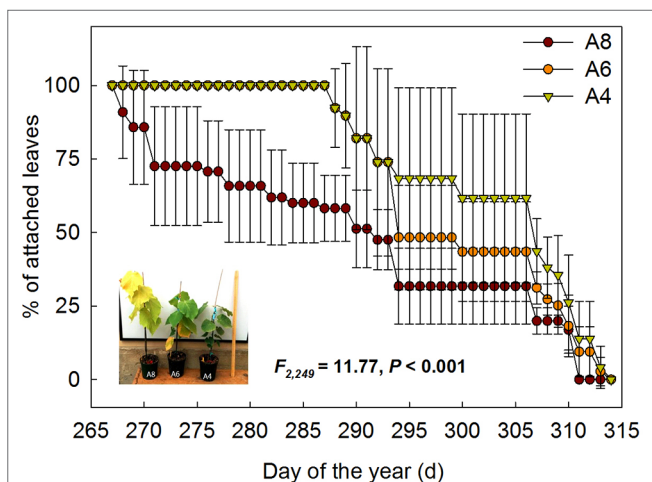 A8
A6
A4
% of attached leaves
100
75
50
25
0
A8 A6 A4
F2,249 = 11.77, P < 0.001
265 270 275 280 285 290 295 300 305 310 315
Day of the year (d)